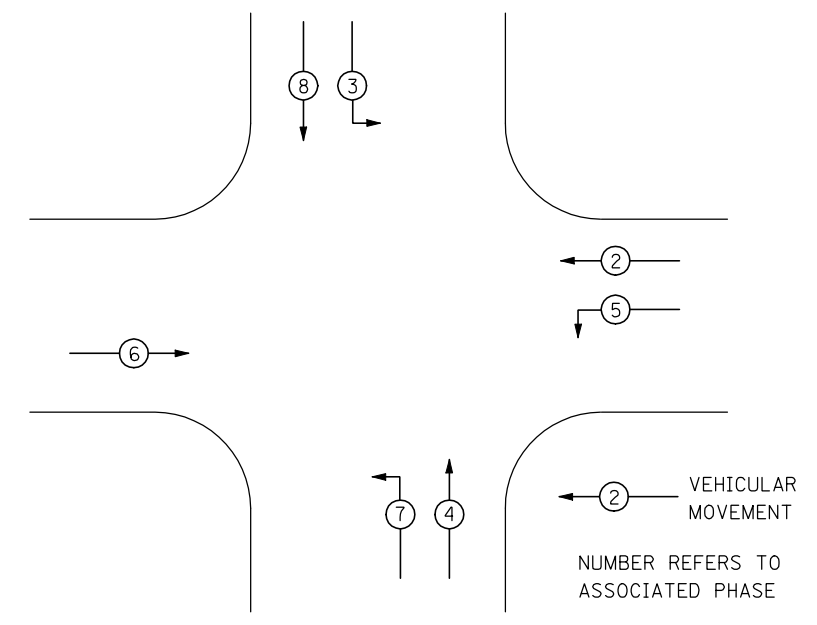 8 3
2
5
6
7 4
2 VEHICULAR
MOVEMENT
NUMBER REFERS TO
ASSOCIATED PHASE